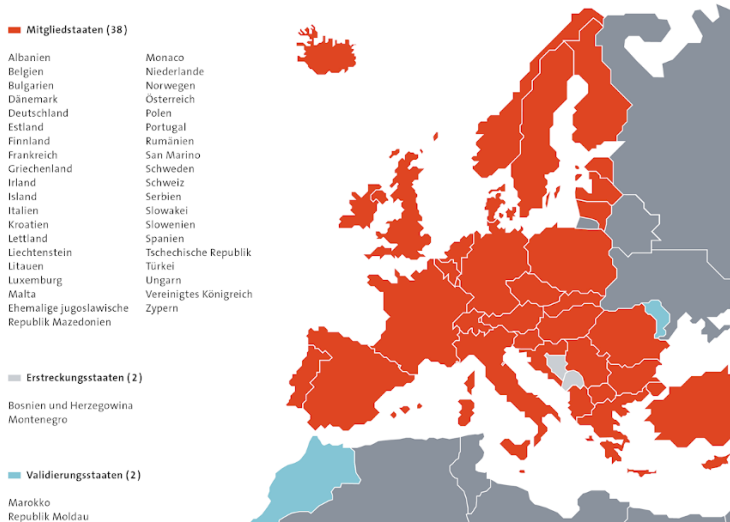 Mitgliedstaaten (38)
Albanien
Belgien
Bulgarien
Dänemark
Deutschland
Estland
Finnland
Frankreich
Griechenland
Irland
Island
Italien
Kroatien
Lettland
Liechtenstein
Litauen
Luxemburg
Malta
Ehemalige jugoslawische
Republik Mazedonien
Monaco
Niederlande
Norwegen
Österreich
Polen
Portugal
Rumänien
San Marino
Schweden
Schweiz
Serbien
Slowakei
Slowenien
Spanien
Tschechische Republik
Türkei
Ungarn
Vereinigtes Königreich
Zypern
Erstreckungsstaaten (2)
Bosnien und Herzegowina
Montenegro
Validierungsstaaten (2)
Marokko
Republik Moldau